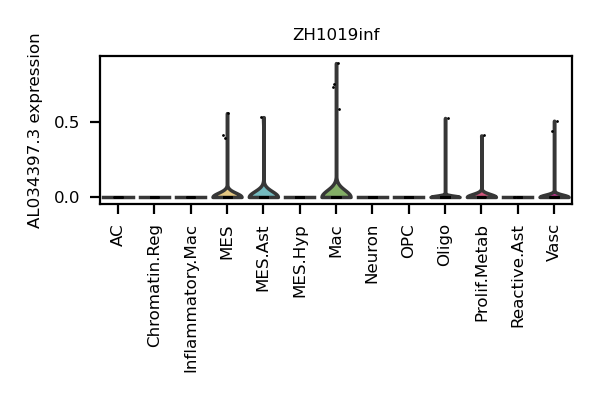 ZH1019inf
AL034397.3 expression
0.5
0.0
AC
Chromatin.Reg
Inflammatory.Mac
MES
MES.Ast
MES.Hyp
Mac
Neuron
OPC
Oligo
Prolif.Metab
Reactive.Ast
Vasc